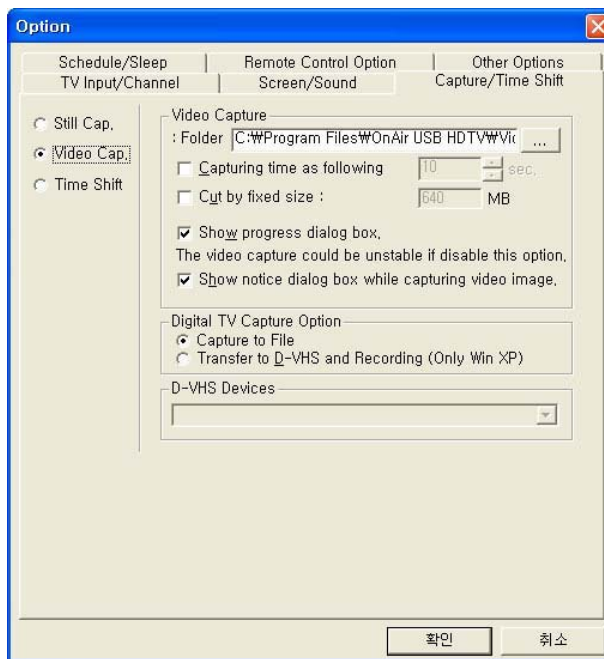 Option
Schedule/Sleep
Remote Control Option
Other Options
TV Input/Channel
Screen/Sound
Capture/Time Shift
Still Cap,
Video Cap,
Time Shift
Video Capture
: Folder C:₩Program Files₩OnAir USB HDTV₩Vic ...
Capturing time as following 10 sec,
Cut by fixed size : 640 MB
Show progress dialog box,
The video capture could be unstable if disable this option,
Show notice dialog box while capturing video image,
Digital TV Capture Option
Capture to File
Transfer to D-VHS and Recording (Only Win XP)
D-VHS Devices
확인
취소